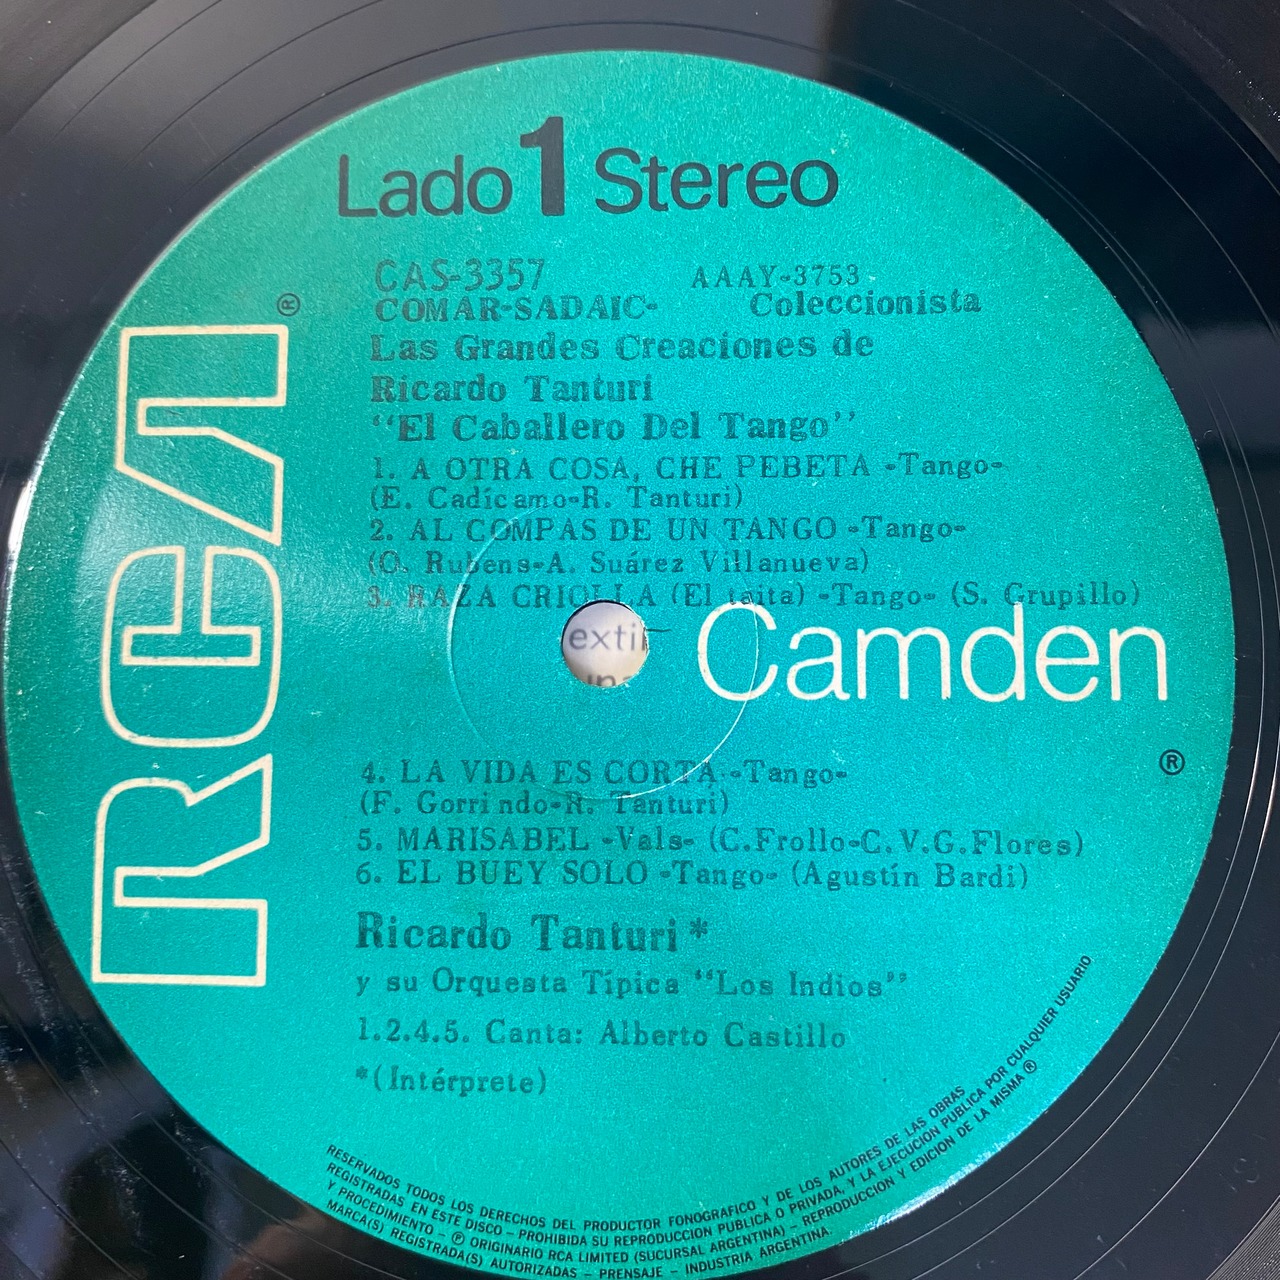 Lado 1 Stereo
CAS-3357 AAAY-3753
COMAR-SADAIC- Coleccionista
Las Grandes Creaciones de
Ricardo Tanturi
“El Caballero Del Tango”
1. A OTRA COSA, CHE PEBETA -Tango-
(E. Cadícamo-R. Tanturi)
2. AL COMPAS DE UN TANGO -Tango-
(O. Rubens-A. Suárez Villanueva)
3. RAZA CRIOLLA (El taita) -Tango- (S. Grupillo)
RCA ®
extin
Camden ®
4. LA VIDA ES CORTA -Tango-
(F. Gorrindo-R. Tanturi)
5. MARISABEL -Vals- (C.Frollo-C.V.G.Flores)
6. EL BUEY SOLO -Tango- (Agustín Bardi)
Ricardo Tanturi*
y su Orquesta Típica “Los Indios”
1.2.4.5. Canta: Alberto Castillo
*(Intérprete)
RESERVADOS TODOS LOS DERECHOS DEL PRODUCTOR FONOGRAFICO Y DE LOS AUTORES DE LAS OBRAS
REGISTRADAS EN ESTE DISCO - PROHIBIDA SU REPRODUCCION PUBLICA O PRIVADA, Y LA EJECUCION PUBLICA POR CUALQUIER USUARIO
Y PROCEDIMIENTO - ℗ ORIGINARIO RCA LIMITED (SUCURSAL ARGENTINA) - REPRODUCCION Y EDICION DE LA MISMA ®
MARCA(S) REGISTRADA(S) AUTORIZADAS - PRENSAJE - INDUSTRIA ARGENTINA.